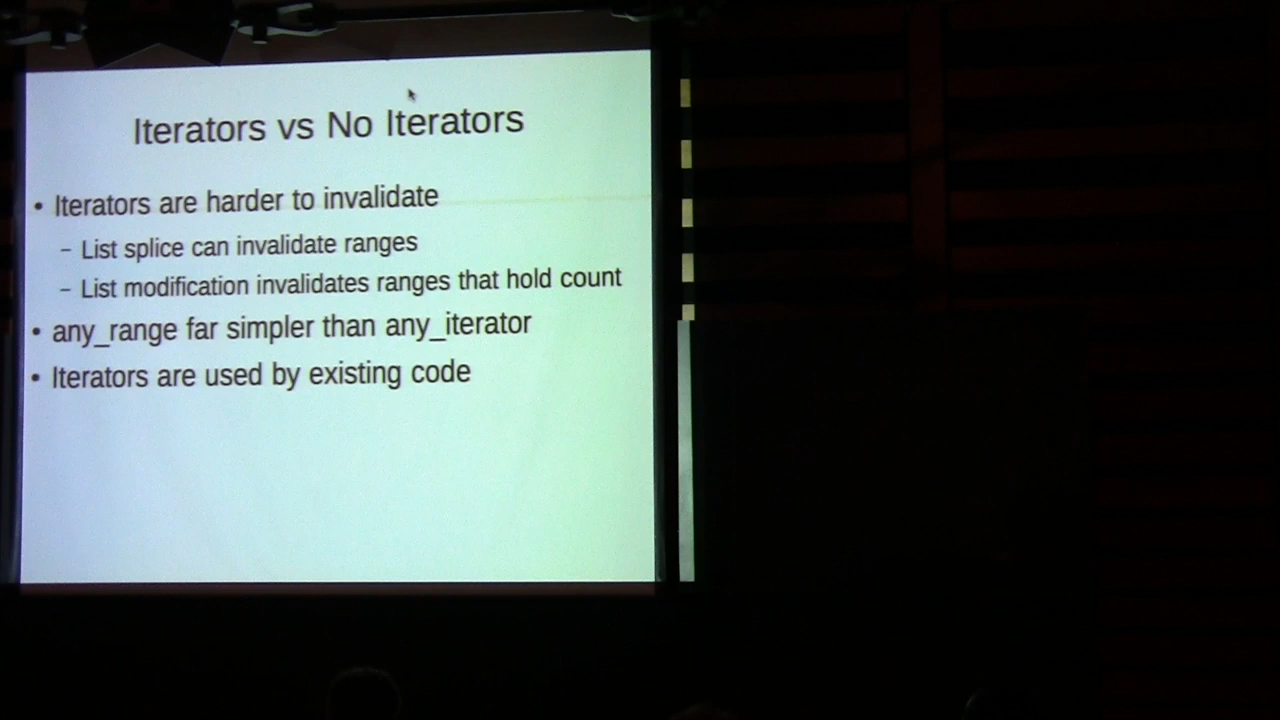 Iterators vs No Iterators
• Iterators are harder to invalidate
– List splice can invalidate ranges
– List modification invalidates ranges that hold count
• any_range far simpler than any_iterator
• Iterators are used by existing code